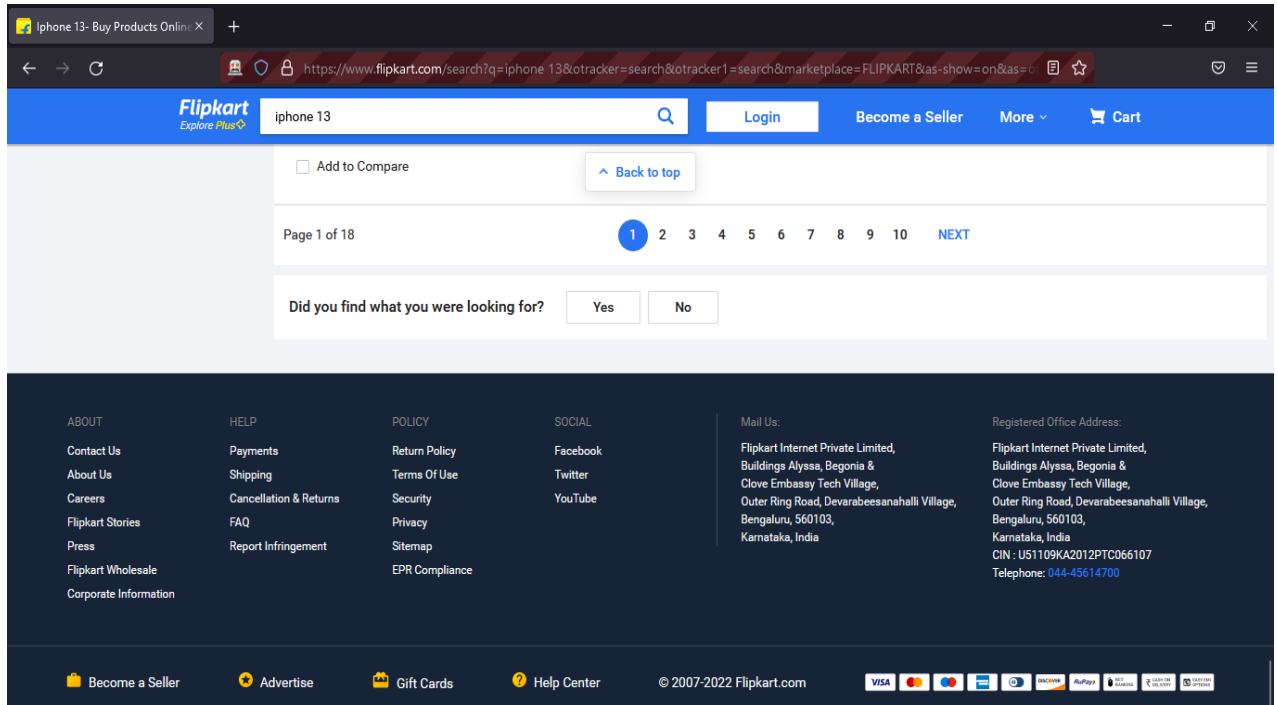 Iphone 13- Buy Products Online
https://www.flipkart.com/search?q=iphone 13&otracker=search&otracker1=search&marketplace=FLIPKART&as-show=on&as=o
Flipkart
Explore Plus
iphone 13
Login
Become a Seller
More
Cart
Add to Compare
Back to top
Page 1 of 18
1 2 3 4 5 6 7 8 9 10 NEXT
Did you find what you were looking for?
Yes
No
ABOUT
Contact Us
About Us
Careers
Flipkart Stories
Press
Flipkart Wholesale
Corporate Information
HELP
Payments
Shipping
Cancellation & Returns
FAQ
Report Infringement
POLICY
Return Policy
Terms Of Use
Security
Privacy
Sitemap
EPR Compliance
SOCIAL
Facebook
Twitter
YouTube
Mail Us:
Flipkart Internet Private Limited,
Buildings Alyssa, Begonia &
Clove Embassy Tech Village,
Outer Ring Road, Devarabeesanahalli Village,
Bengaluru, 560103,
Karnataka, India
Registered Office Address:
Flipkart Internet Private Limited,
Buildings Alyssa, Begonia &
Clove Embassy Tech Village,
Outer Ring Road, Devarabeesanahalli Village,
Bengaluru, 560103,
Karnataka, India
CIN : U51109KA2012PTC066107
Telephone: 044-45614700
Become a Seller
Advertise
Gift Cards
Help Center
© 2007-2022 Flipkart.com
VISA
DISCOVER
RuPay
NET BANKING
CASH ON DELIVERY
EASY EMI OPTIONS